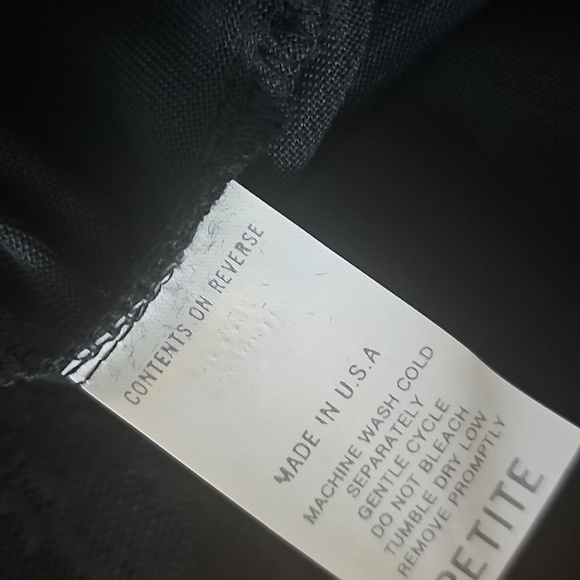 CONTENTS ON REVERSE
MADE IN U.S.A
MACHINE WASH COLD
SEPARATELY
GENTLE CYCLE
DO NOT BLEACH
TUMBLE DRY LOW
REMOVE PROMPTLY
PETITE